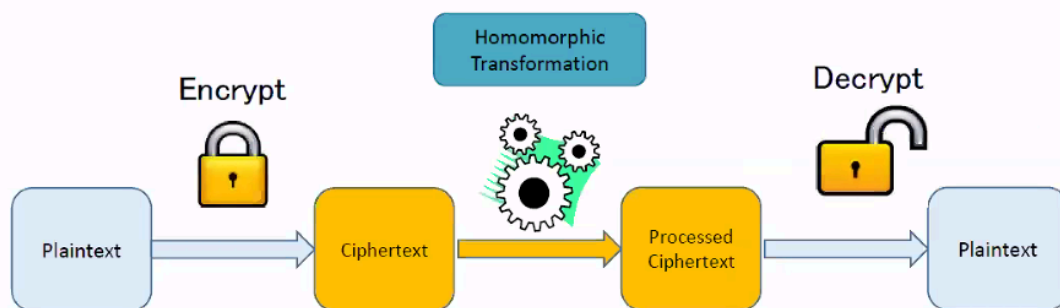 Homomorphic
Transformation
Encrypt
Decrypt
Plaintext
Ciphertext
Processed
Ciphertext
Plaintext